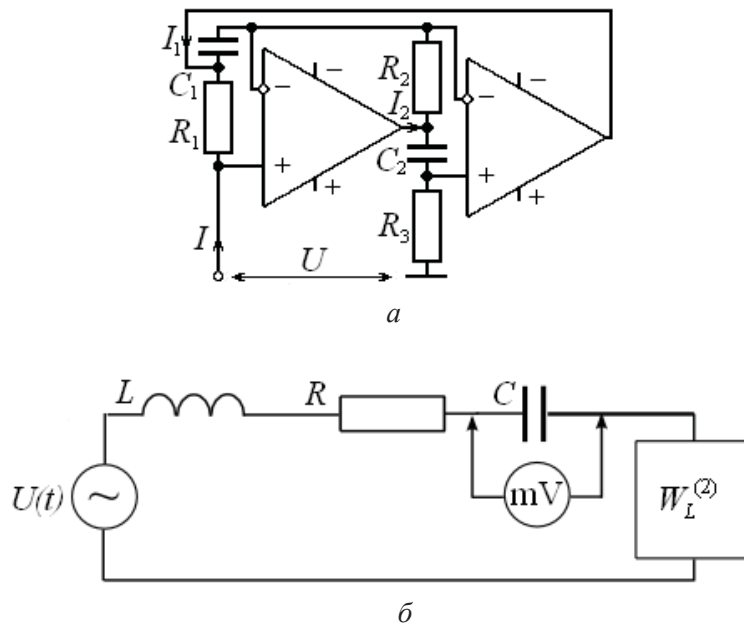 I₁
C₁
R₁
− − +
+
I
U
R₂
I₂
C₂
R₃
− − +
+
а
L
R
C
mV
U(t)
~
W_L⁽²⁾
б